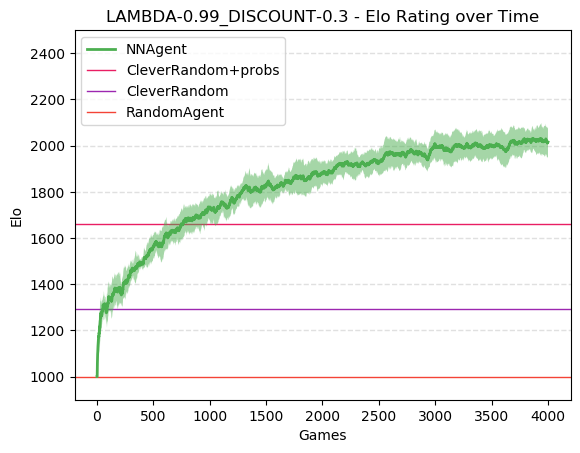 LAMBDA-0.99_DISCOUNT-0.3 - Elo Rating over Time
NNAgent
CleverRandom+probs
CleverRandom
RandomAgent
2400
2200
2000
1800
1600
1400
1200
1000
Elo
0 500 1000 1500 2000 2500 3000 3500 4000
Games